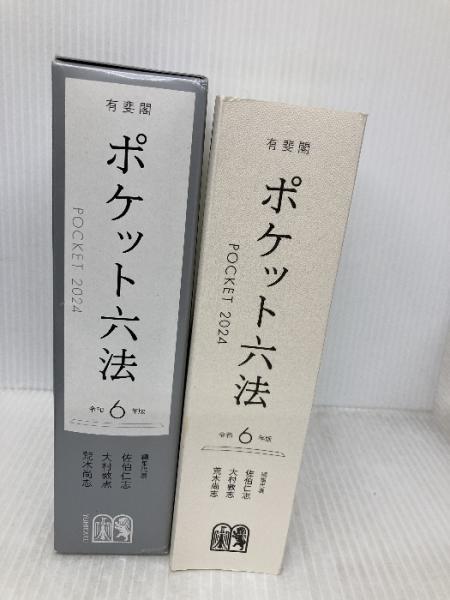 有斐閣
ポケット六法
POCKET 2024
令和6年版
編集代表
佐伯仁志
大村敦志
荒木尚志
YUHIKAKU
有斐閣
ポケット六法
POCKET 2024
令和6年版
編集代表
佐伯仁志
大村敦志
荒木尚志